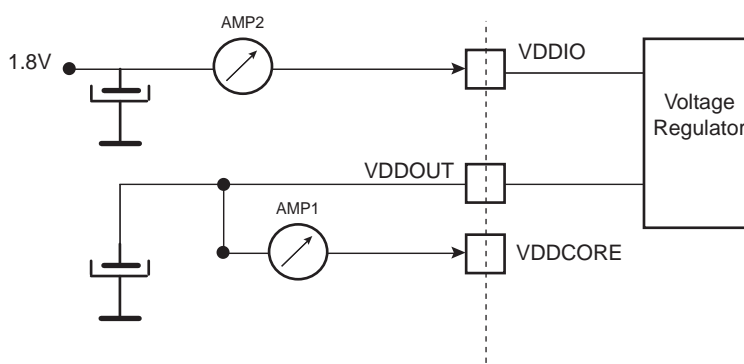 AMP2
1.8V
VDDIO
Voltage
Regulator
VDDOUT
AMP1
VDDCORE